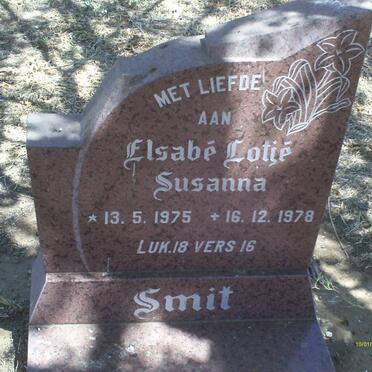 MET LIEFDE
AAN
Elsabé Lotié
Susanna
* 13. 5. 1975 + 16. 12. 1978
LUK.18 VERS 16
Smit